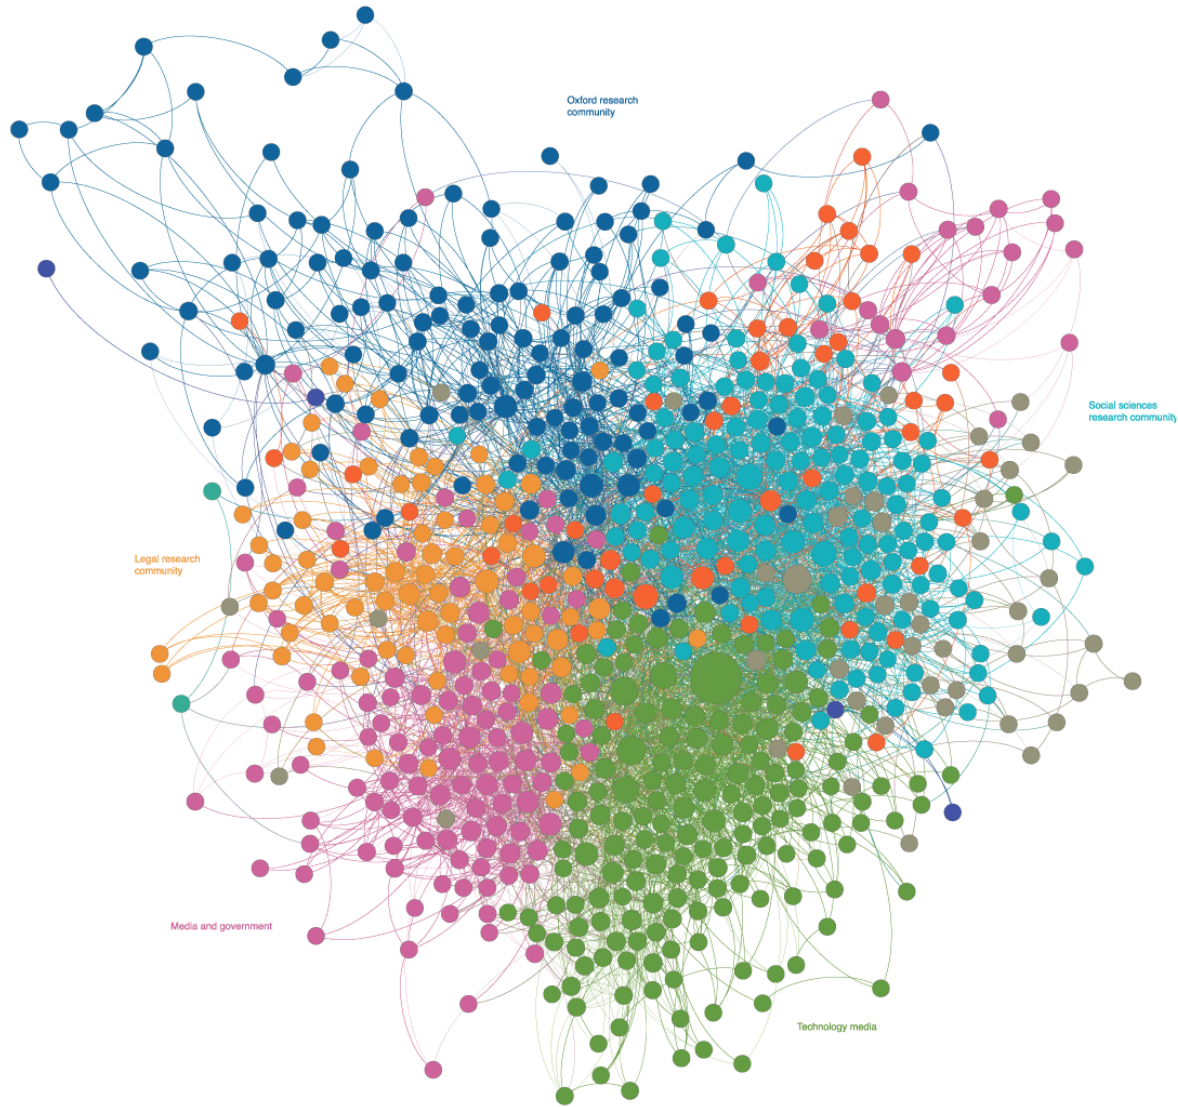 Oxford research
community
Social sciences
research community
Legal research
community
Media and government
Technology media